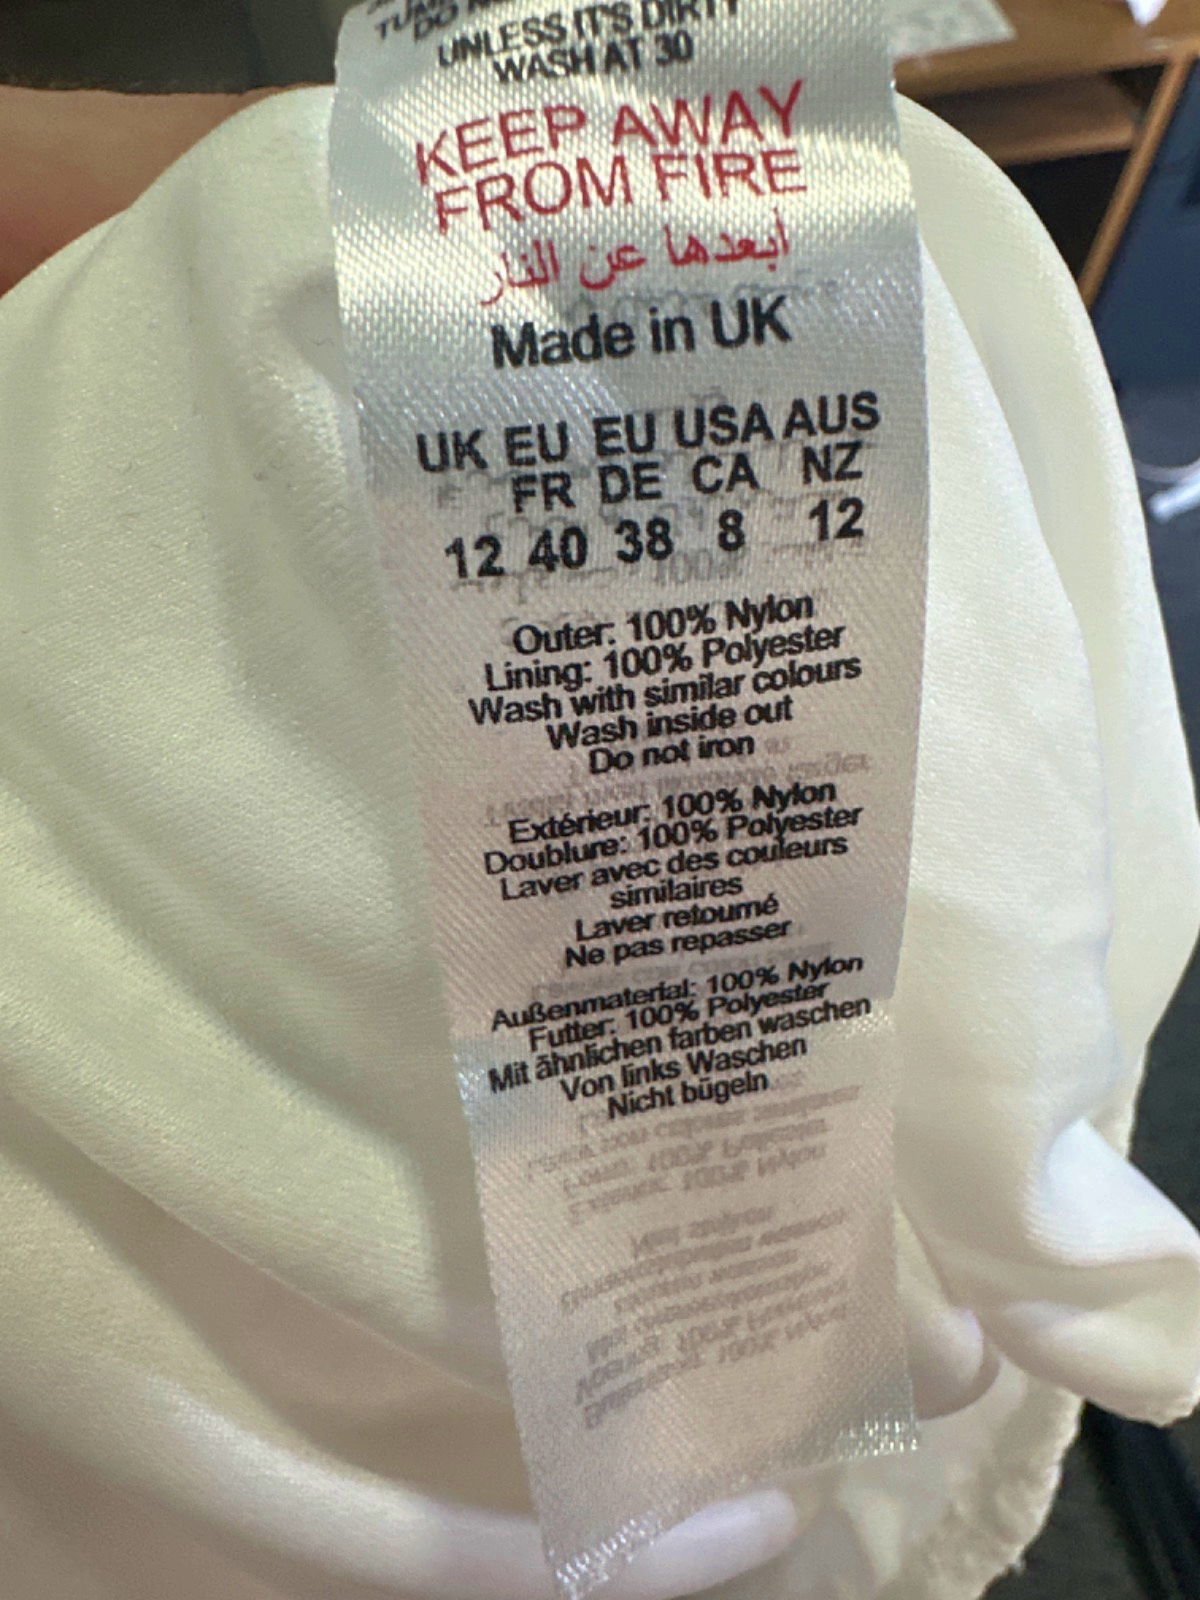 UNLESS IT'S DIRTY
WASH AT 30
KEEP AWAY
FROM FIRE
أبعدها عن النار
Made in UK
UK EU EU USA AUS
FR DE CA NZ
12 40 38 8 12
Outer: 100% Nylon
Lining: 100% Polyester
Wash with similar colours
Wash inside out
Do not iron
Extérieur: 100% Nylon
Doublure: 100% Polyester
Laver avec des couleurs
similaires
Laver retourné
Ne pas repasser
Außenmaterial: 100% Nylon
Futter: 100% Polyester
Mit ähnlichen farben waschen
Von links Waschen
Nicht bügeln